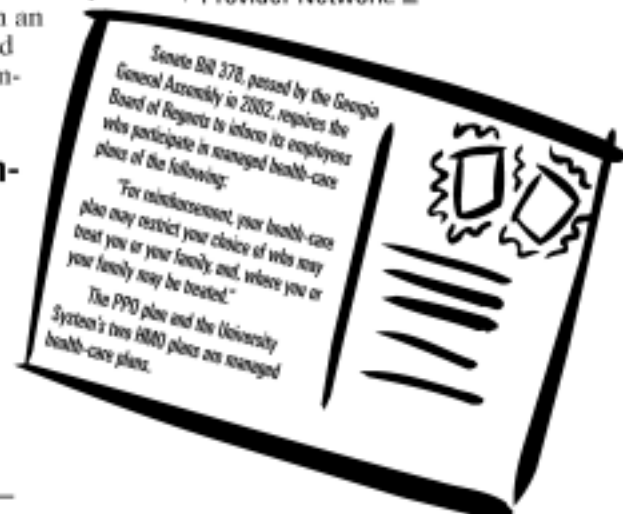 Provider Network
n an
d
n-
n-
Senate Bill 378, passed by the Georgia
General Assembly in 2002, requires the
Board of Regents to inform its employees
who participate in managed health-care
plans of the following:
"For reimbursement, your health-care
plan may restrict your choice of who may
treat you or your family, and, where you or
your family may be treated."
The PPO plan and the University
System's two HMO plans are managed
health-care plans.